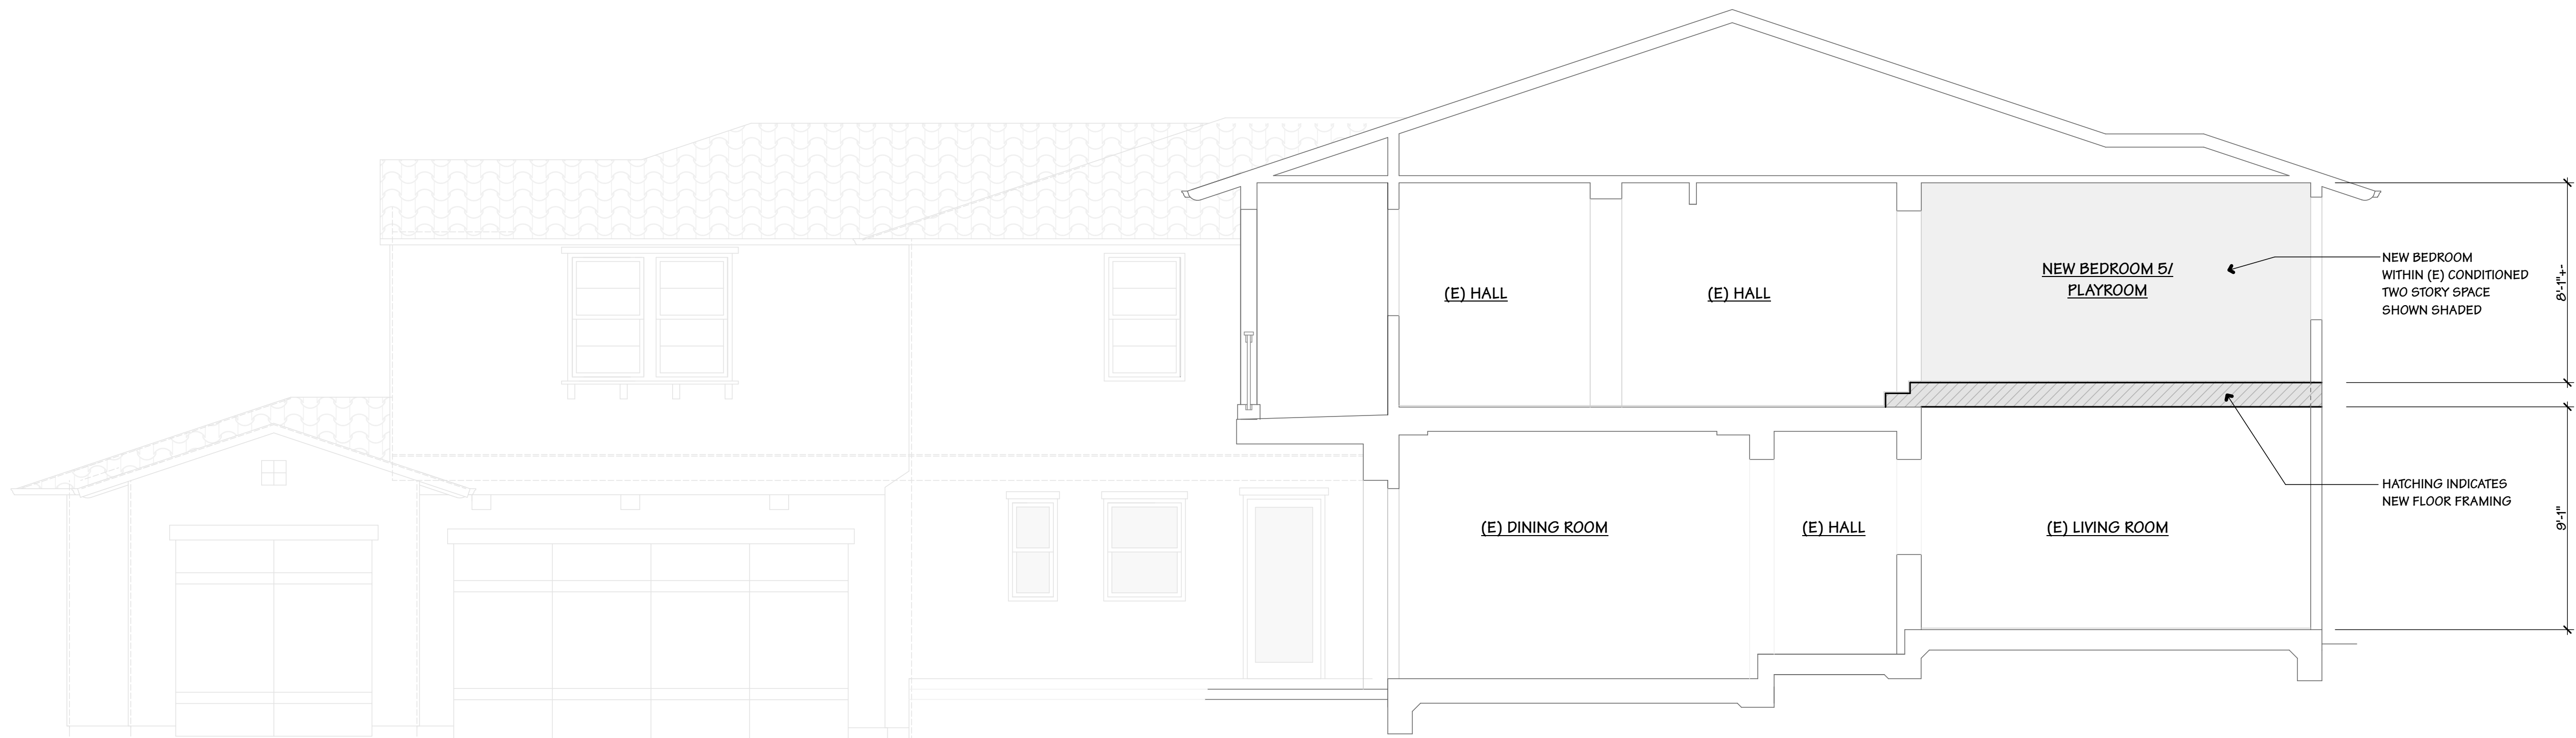 NEW BEDROOM 5/
PLAYROOM
(E) HALL
(E) HALL
NEW BEDROOM
WITHIN (E) CONDITIONED
TWO STORY SPACE
SHOWN SHADED
8'-1"+-
HATCHING INDICATES
NEW FLOOR FRAMING
(E) DINING ROOM
(E) HALL
(E) LIVING ROOM
9'-1"